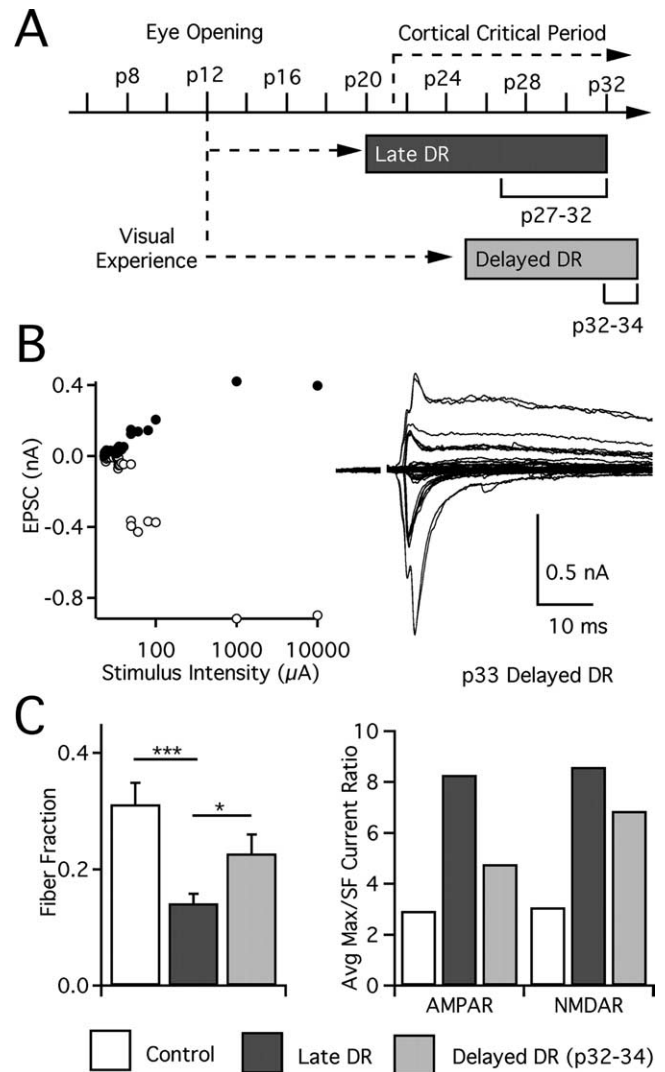 A
Eye Opening
Cortical Critical Period
p8 p12 p16 p20 p24 p28 p32
Late DR
p27-32
Visual
Experience
Delayed DR
p32-34
B
0.4
0.0
-0.4
-0.8
EPSC (nA)
100 1000 10000
Stimulus Intensity (µA)
0.5 nA
10 ms
p33 Delayed DR
C
0.4
0.2
0.0
Fiber Fraction
***
*
10
8
6
4
2
0
Avg Max/SF Current Ratio
AMPAR NMDAR
Control Late DR Delayed DR (p32-34)